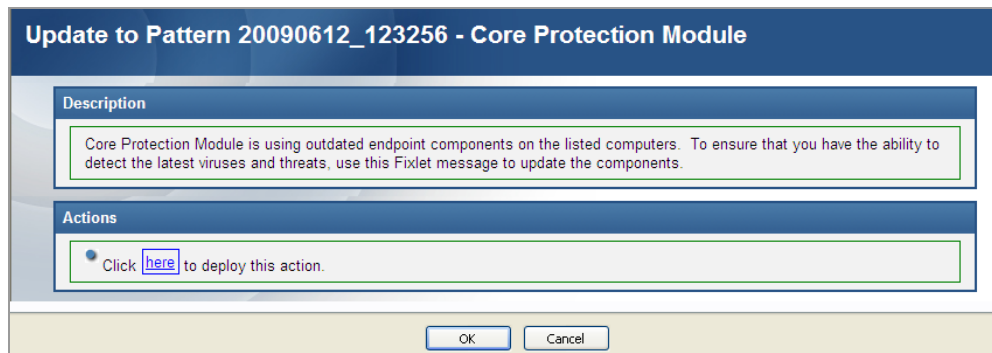 Update to Pattern 20090612_123256 - Core Protection Module
Description
Core Protection Module is using outdated endpoint components on the listed computers. To ensure that you have the ability to
detect the latest viruses and threats, use this Fixlet message to update the components.
Actions
Click here to deploy this action.
OK Cancel